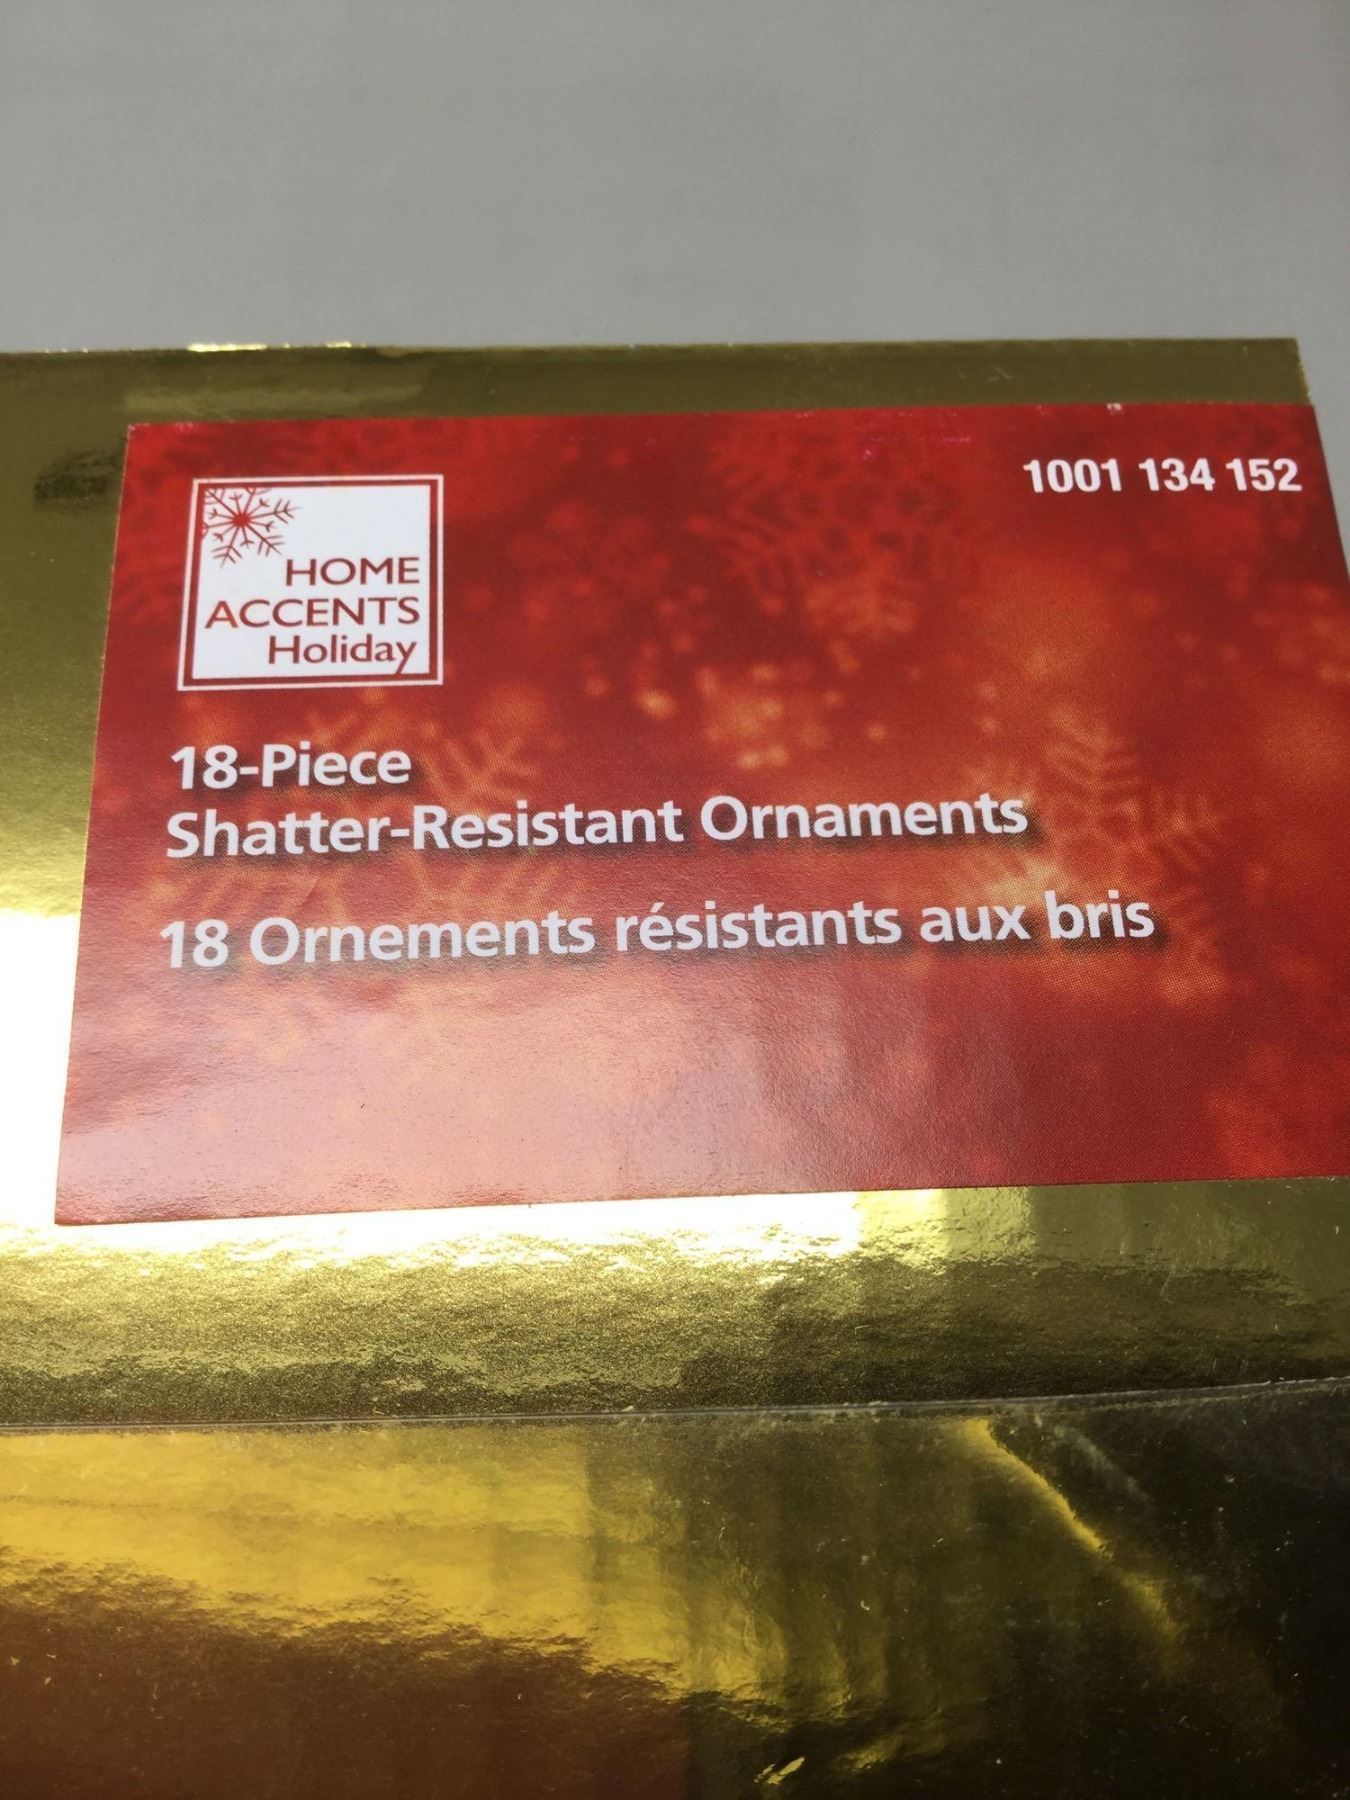 1001 134 152
HOME
ACCENTS
Holiday
18-Piece
Shatter-Resistant Ornaments
18 Ornements résistants aux bris